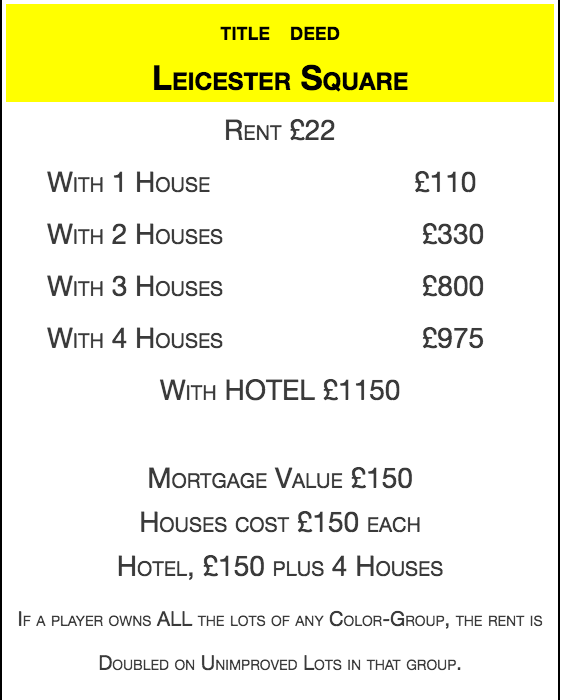 TITLE DEED
LEICESTER SQUARE
RENT £22
WITH 1 HOUSE £110
WITH 2 HOUSES £330
WITH 3 HOUSES £800
WITH 4 HOUSES £975
WITH HOTEL £1150
MORTGAGE VALUE £150
HOUSES COST £150 EACH
HOTEL, £150 PLUS 4 HOUSES
IF A PLAYER OWNS ALL THE LOTS OF ANY COLOR-GROUP, THE RENT IS
DOUBLED ON UNIMPROVED LOTS IN THAT GROUP.